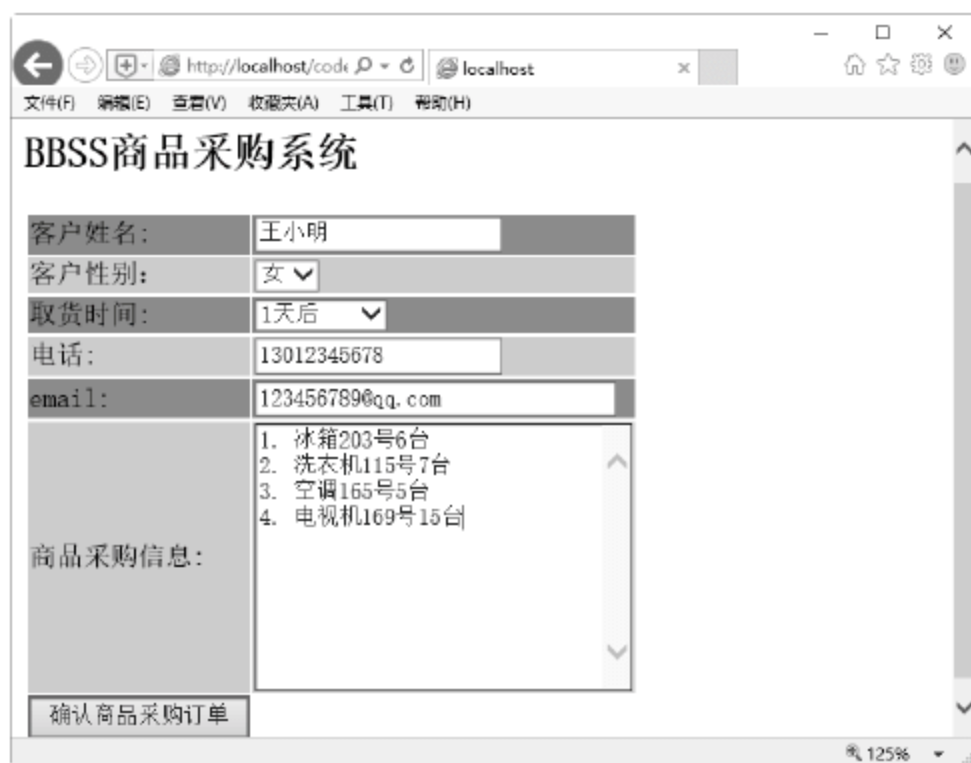 http://localhost/code
localhost
文件(F) 编辑(E) 查看(V) 收藏夹(A) 工具(T) 帮助(H)
BBSS商品采购系统
客户姓名: 王小明
客户性别: 女
取货时间: 1天后
电话: 13012345678
email: 123456789@qq.com
商品采购信息:
1. 冰箱203号6台
2. 洗衣机115号7台
3. 空调165号5台
4. 电视机169号15台
确认商品采购订单
125%